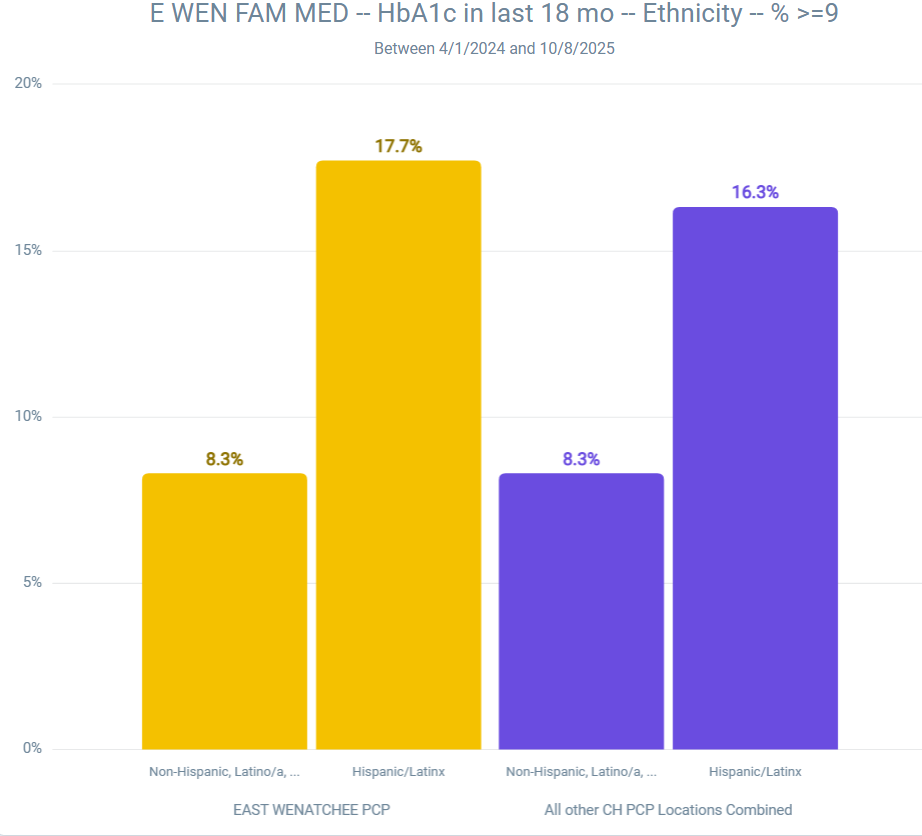 E WEN FAM MED -- HbA1c in last 18 mo -- Ethnicity -- % >=9
Between 4/1/2024 and 10/8/2025
20%
17.7%
16.3%
15%
10%
8.3%
8.3%
5%
0%
Non-Hispanic, Latino/a, ...
Hispanic/Latinx
Non-Hispanic, Latino/a, ...
Hispanic/Latinx
EAST WENATCHEE PCP
All other CH PCP Locations Combined